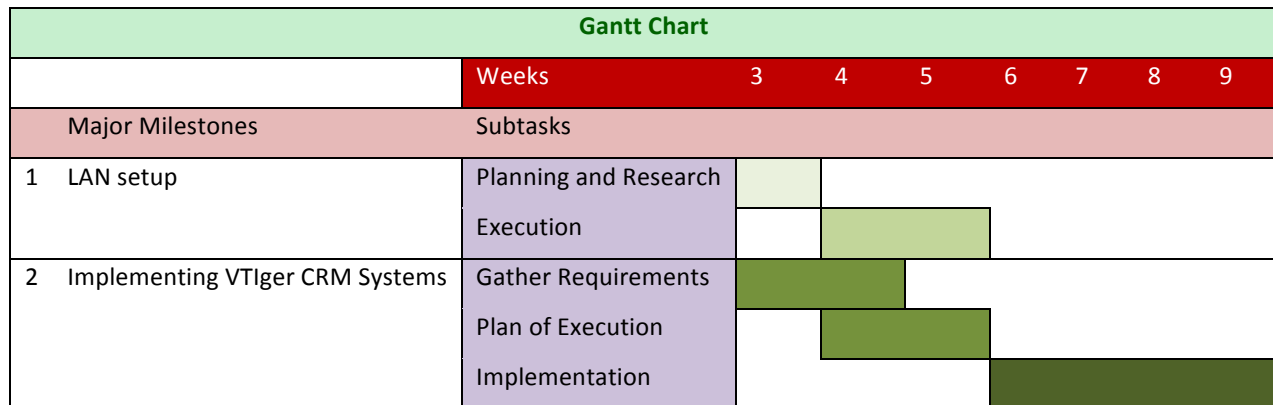 Gantt Chart
Weeks 3 4 5 6 7 8 9
Major Milestones Subtasks
1 LAN setup Planning and Research
Execution
2 Implementing VTIger CRM Systems Gather Requirements
Plan of Execution
Implementation